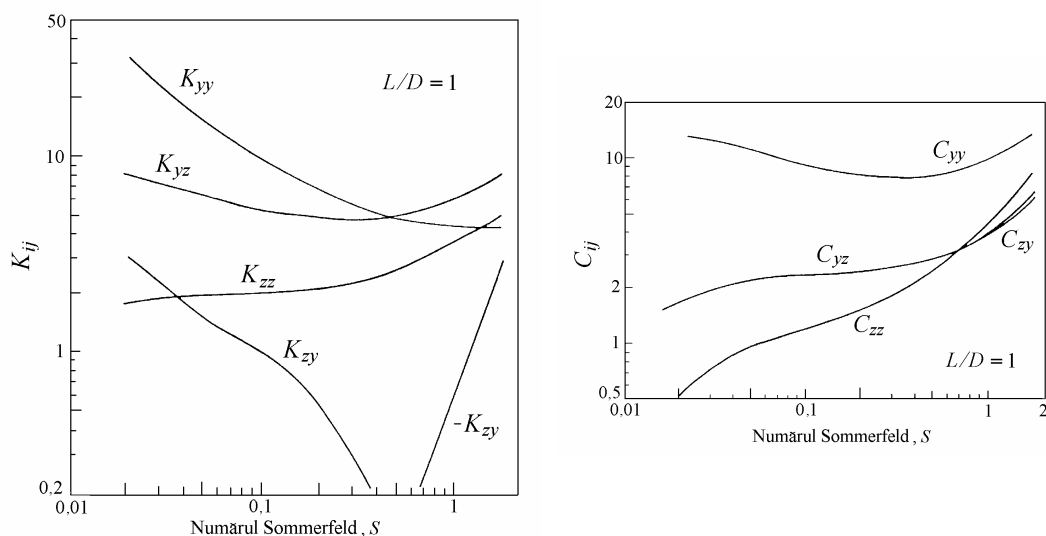 50
K_yy
L/D = 1
10
K_yz
K_ij
K_zz
1
K_zy
-K_zy
0,2
0,01
0,1
1
Numărul Sommerfeld , S
20
10
C_yy
C_ij
C_yz
C_zy
2
C_zz
1
L/D = 1
0,5
0,01
0,1
1
2
Numărul Sommerfeld , S